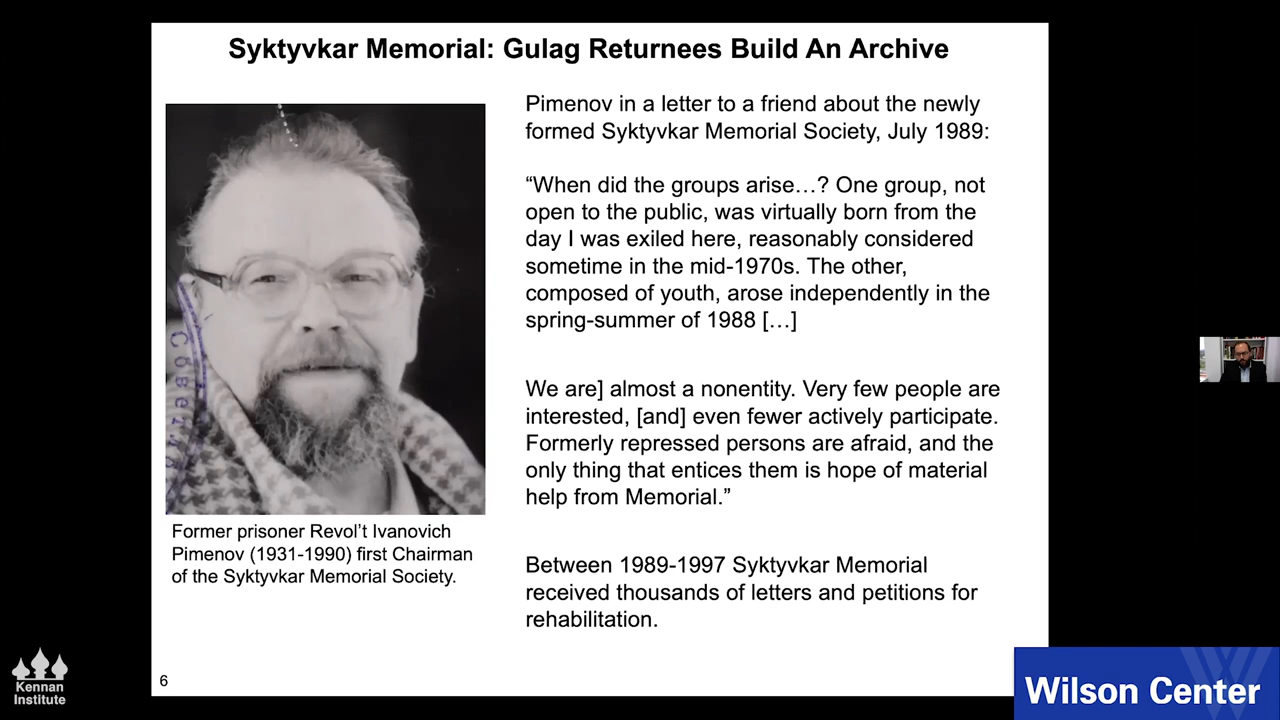 Syktyvkar Memorial: Gulag Returnees Build An Archive
Pimenov in a letter to a friend about the newly
formed Syktyvkar Memorial Society, July 1989:
“When did the groups arise…? One group, not
open to the public, was virtually born from the
day I was exiled here, reasonably considered
sometime in the mid-1970s. The other,
composed of youth, arose independently in the
spring-summer of 1988 […]
We are] almost a nonentity. Very few people are
interested, [and] even fewer actively participate.
Formerly repressed persons are afraid, and the
only thing that entices them is hope of material
help from Memorial.”
Between 1989-1997 Syktyvkar Memorial
received thousands of letters and petitions for
rehabilitation.
Former prisoner Revol’t Ivanovich
Pimenov (1931-1990) first Chairman
of the Syktyvkar Memorial Society.
6
Kennan
Institute
Wilson Center